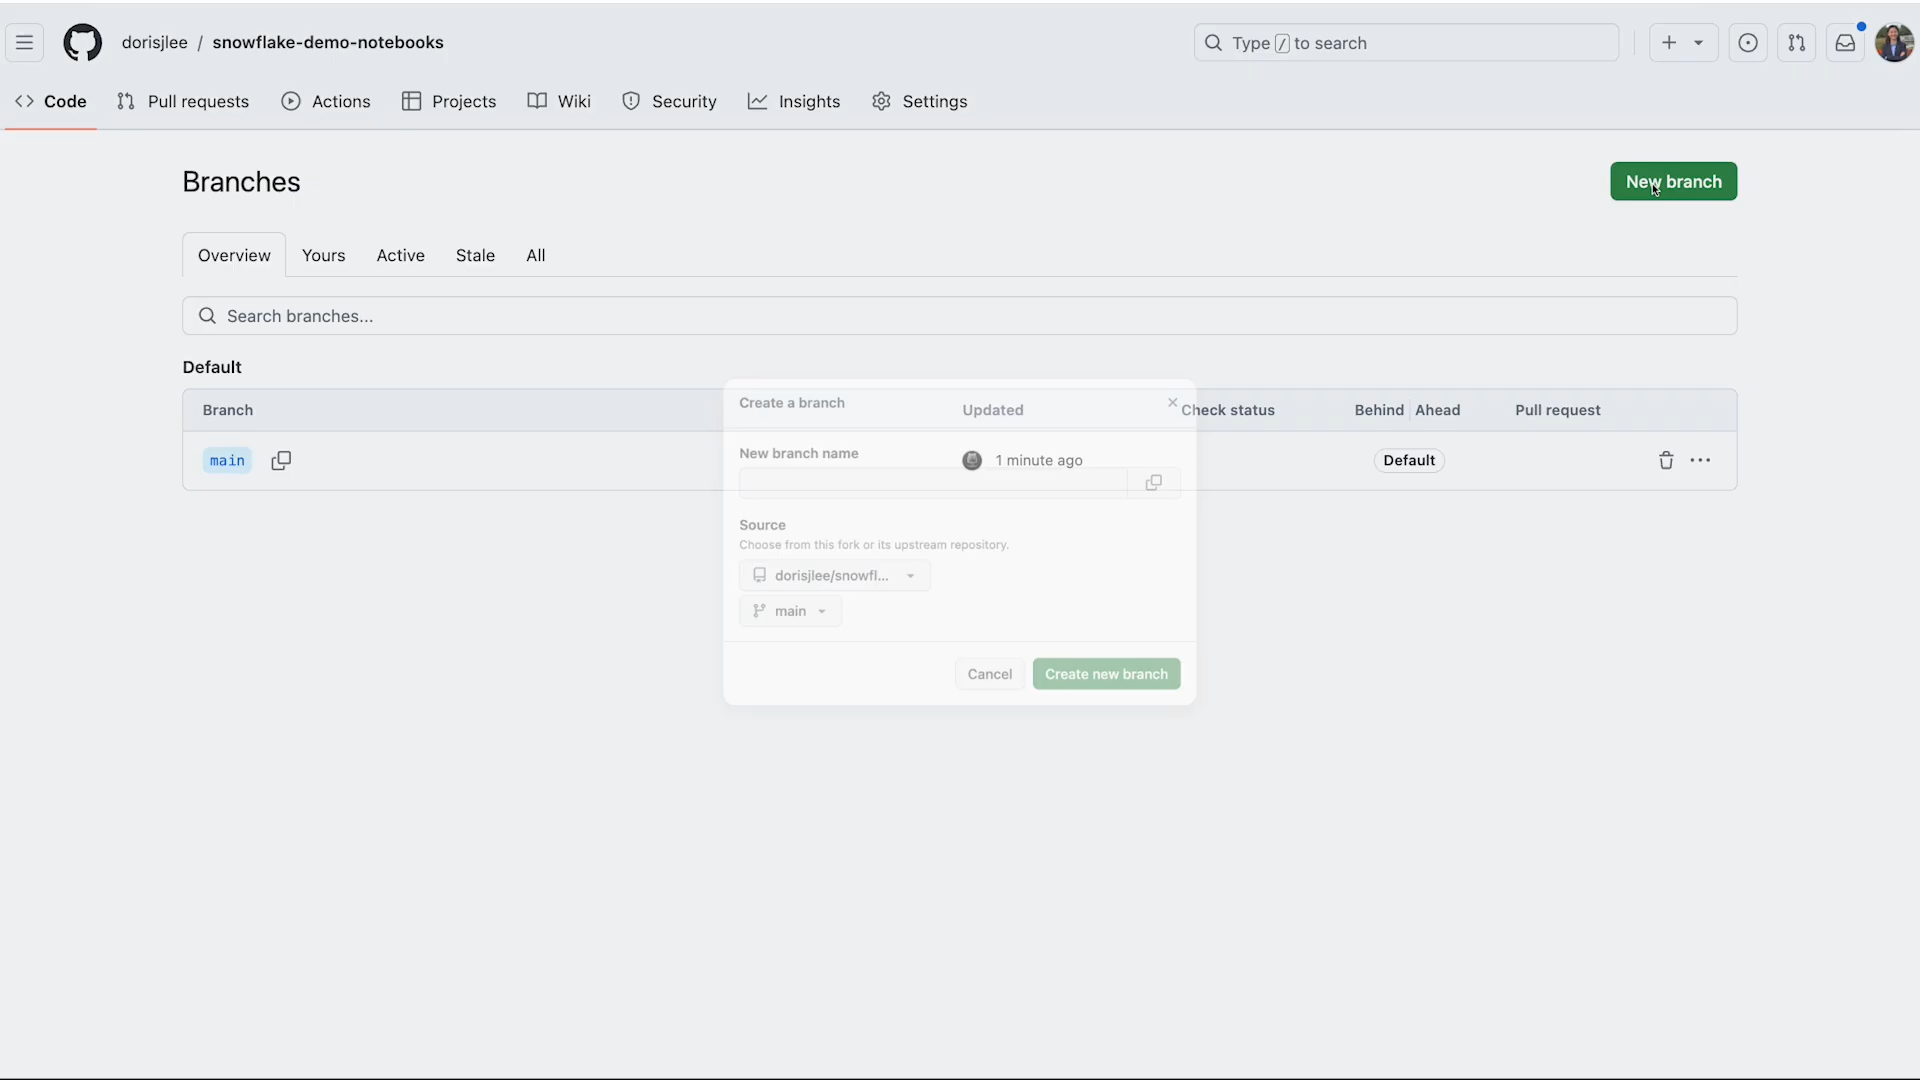 dorisjlee / snowflake-demo-notebooks
Type / to search
Code Pull requests Actions Projects Wiki Security Insights Settings
Branches
New branch
Overview Yours Active Stale All
Search branches...
Default
Branch Updated Check status Behind Ahead Pull request
main 1 minute ago Default
Create a branch
New branch name
Source
Choose from this fork or its upstream repository.
dorisjlee/snowfl...
main
Cancel Create new branch